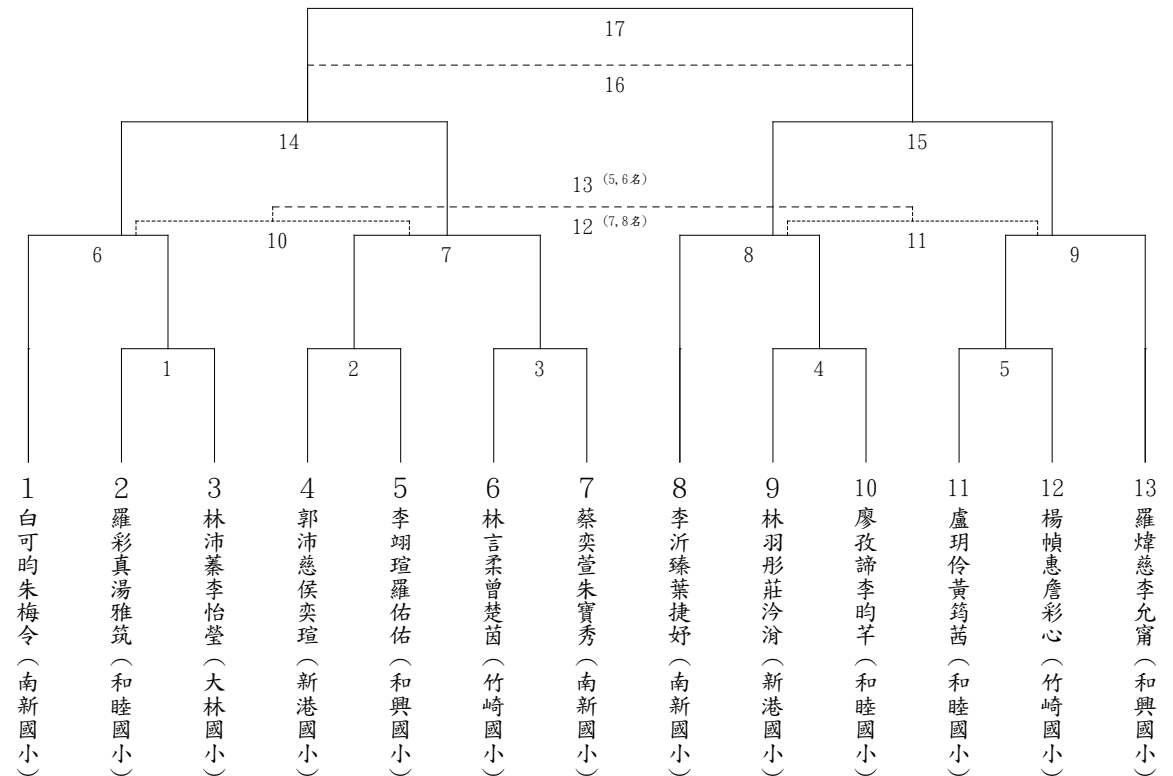 17
16
14
15
13 (5,6名)
12 (7,8名)
10
11
6
7
8
9
1
2
3
4
5
1
白可昀朱梅令(南新國小)
2
羅彩真湯雅筑(和睦國小)
3
林沛蓁李怡瑩(大林國小)
4
郭沛慈侯奕瑄(新港國小)
5
李翊瑄羅佑佑(和興國小)
6
林言柔曾楚茵(竹崎國小)
7
蔡奕萱朱寶秀(南新國小)
8
李沂臻葉捷妤(南新國小)
9
林羽彤莊汵湑(新港國小)
10
廖孜諦李昀芊(和睦國小)
11
盧玥伶黃筠茜(和睦國小)
12
楊幀惠詹彩心(竹崎國小)
13
羅煒慈李允甯(和興國小)